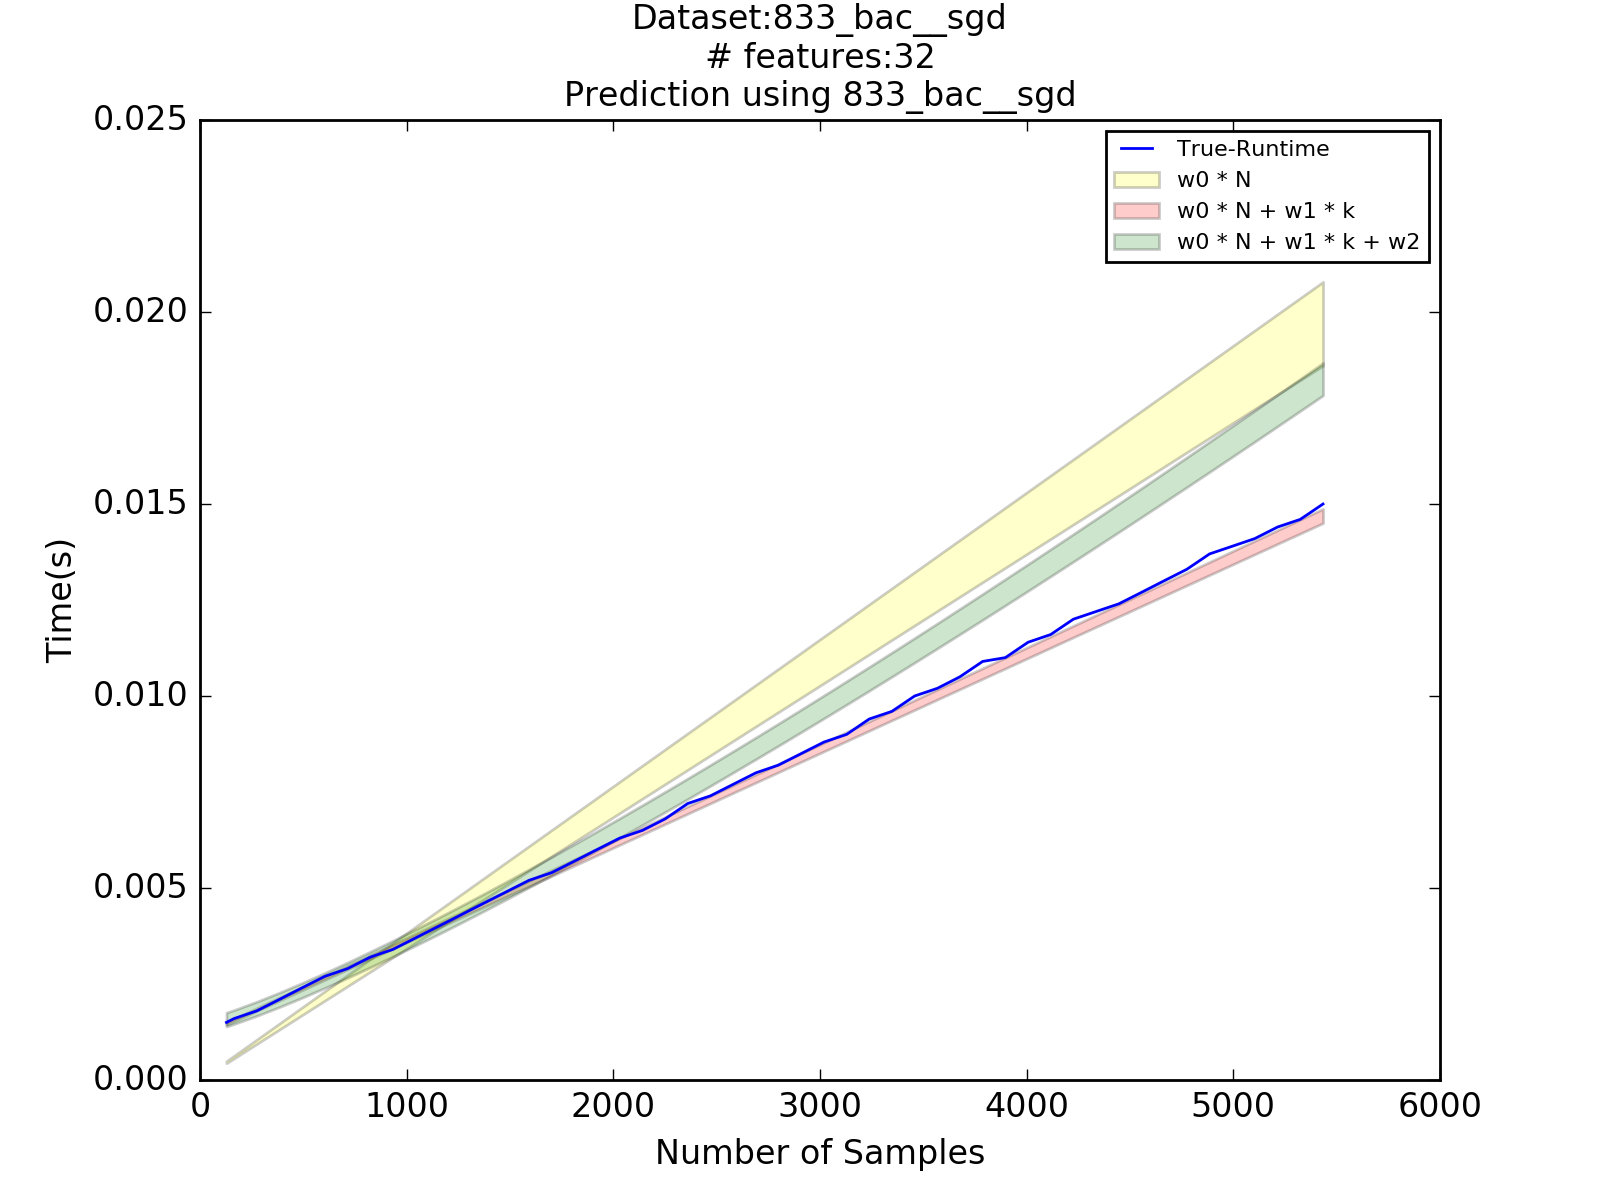 Dataset:833_bac__sgd
# features:32
Prediction using 833_bac__sgd
0.025
0.020
0.015
0.010
0.005
0.000
Time(s)
True-Runtime
w0 * N
w0 * N + w1 * k
w0 * N + w1 * k + w2
0 1000 2000 3000 4000 5000 6000
Number of Samples